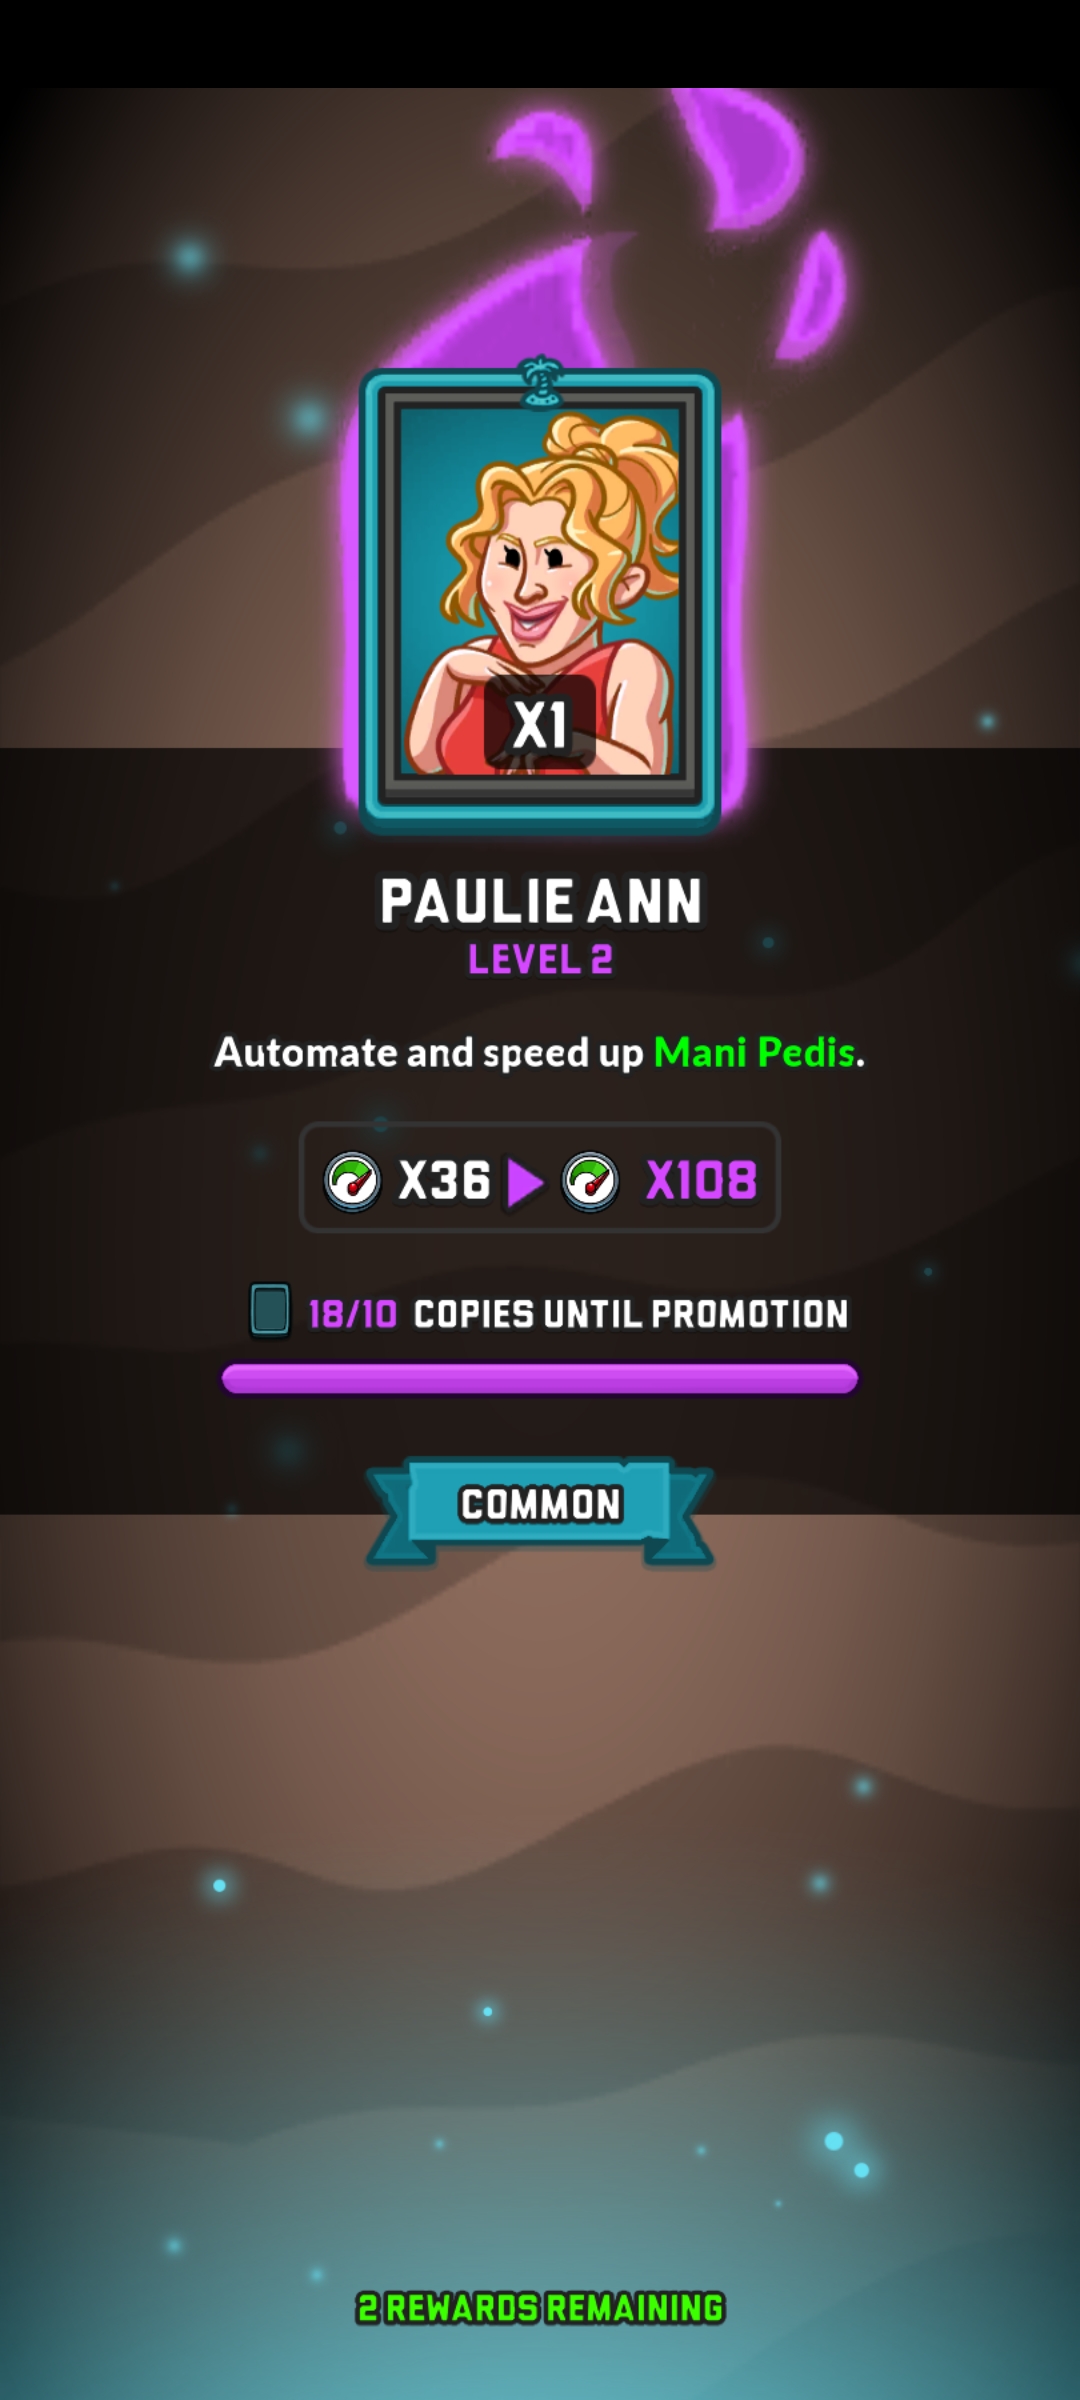 X1
PAULIE ANN
LEVEL 2
Automate and speed up Mani Pedis.
X36 X108
18/10 COPIES UNTIL PROMOTION
COMMON
2 REWARDS REMAINING